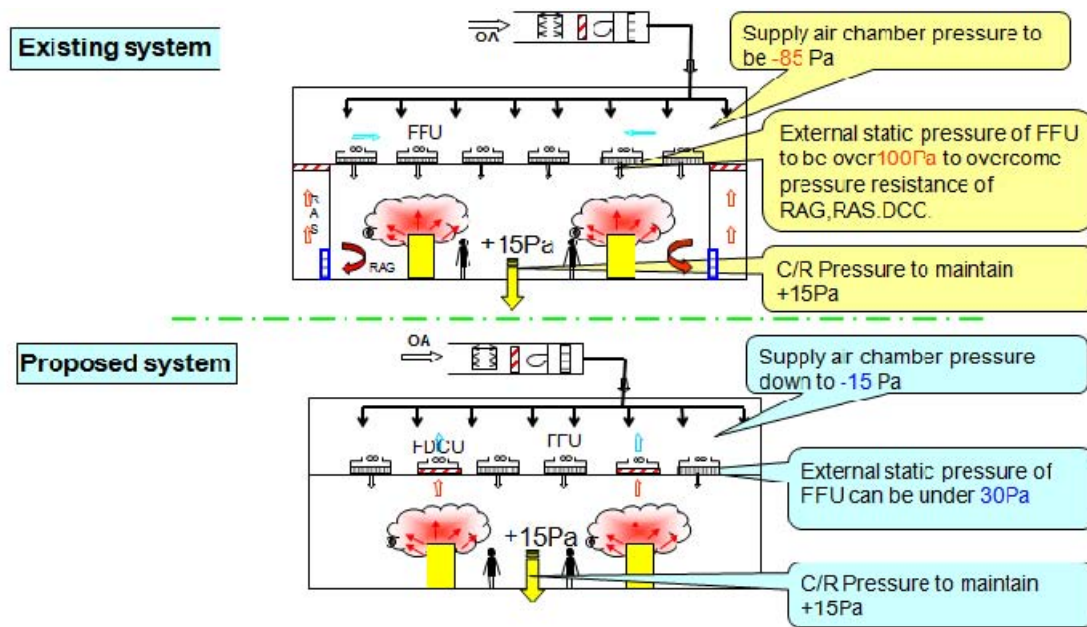 Existing system
OA
Supply air chamber pressure to
be -85 Pa
FFU
External static pressure of FFU
to be over100Pa to overcome
pressure resistance of
RAG,RAS.DCC.
RAS
RAG
+15Pa
C/R Pressure to maintain
+15Pa
Proposed system
OA
Supply air chamber pressure
down to -15 Pa
FDCU
FFU
External static pressure of
FFU can be under 30Pa
+15Pa
C/R Pressure to maintain
+15Pa